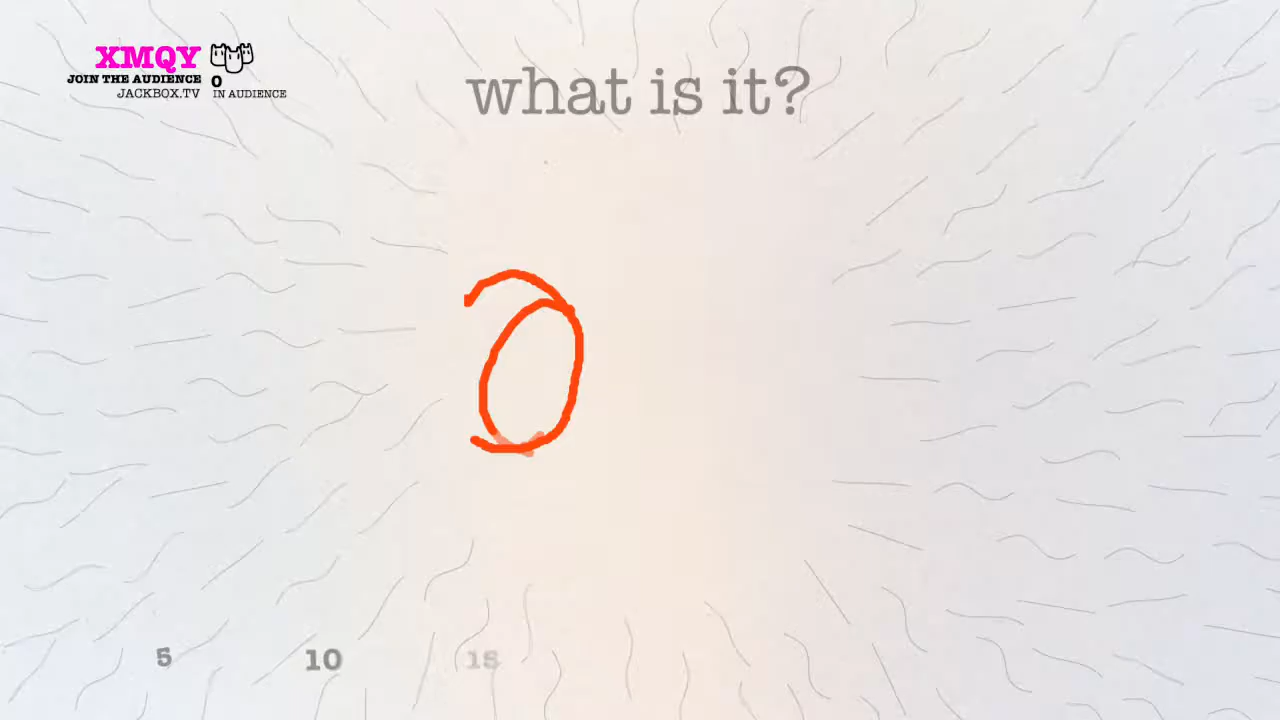 XMQY
JOIN THE AUDIENCE 0
JACKBOX.TV IN AUDIENCE
what is it?
5 10 15